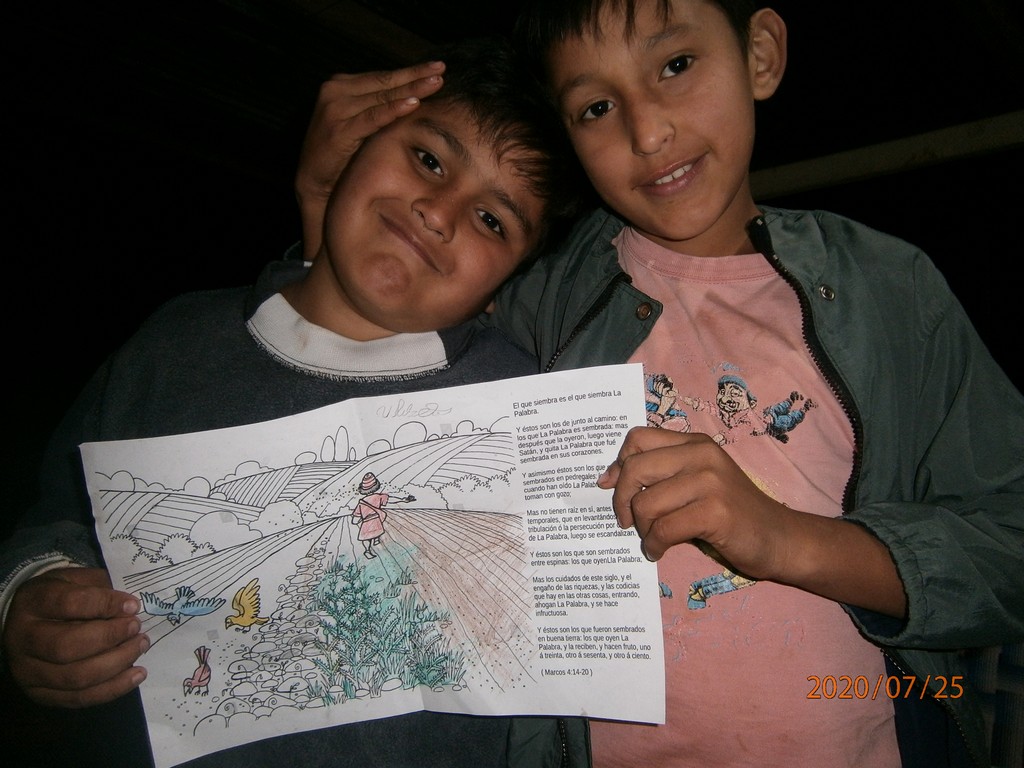 El que siembra es el que siembra La
Palabra.
Y éstos son los de junto al camino: en
los que La Palabra es sembrada: mas
después que la oyeron, luego viene
Satán, y quita La Palabra que fué
sembrada en sus corazones.
Y asimismo éstos son los que
sembrados en pedregales:
cuando han oído La Palabra
toman con gozo;
Mas no tienen raíz en sí, antes
temporales, que en levantándose
tribulación ó la persecución por
de La Palabra, luego se escandalizan.
Y éstos son los que son sembrados
entre espinas: los que oyenLla Palabra;
Mas los cuidados de este siglo, y el
engaño de las riquezas, y las codicias
que hay en las otras cosas, entrando,
ahogan La Palabra, y se hace
infructuosa.
Y éstos son los que fueron sembrados
en buena tierra: los que oyen La
Palabra, y la reciben, y hacen fruto, uno
á treinta, otro á sesenta, y otro á ciento.
( Marcos 4:14-20 )
2020/07/25